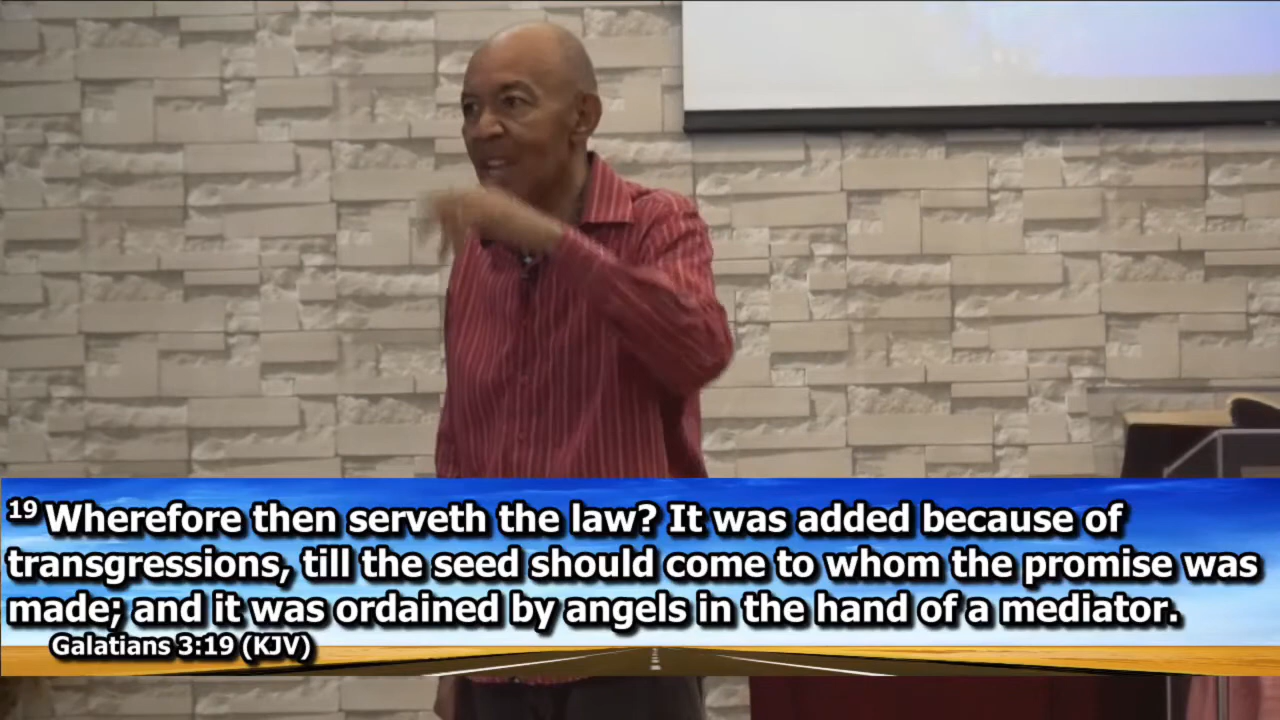 19 Wherefore then serveth the law? It was added because of
transgressions, till the seed should come to whom the promise was
made; and it was ordained by angels in the hand of a mediator.
Galatians 3:19 (KJV)